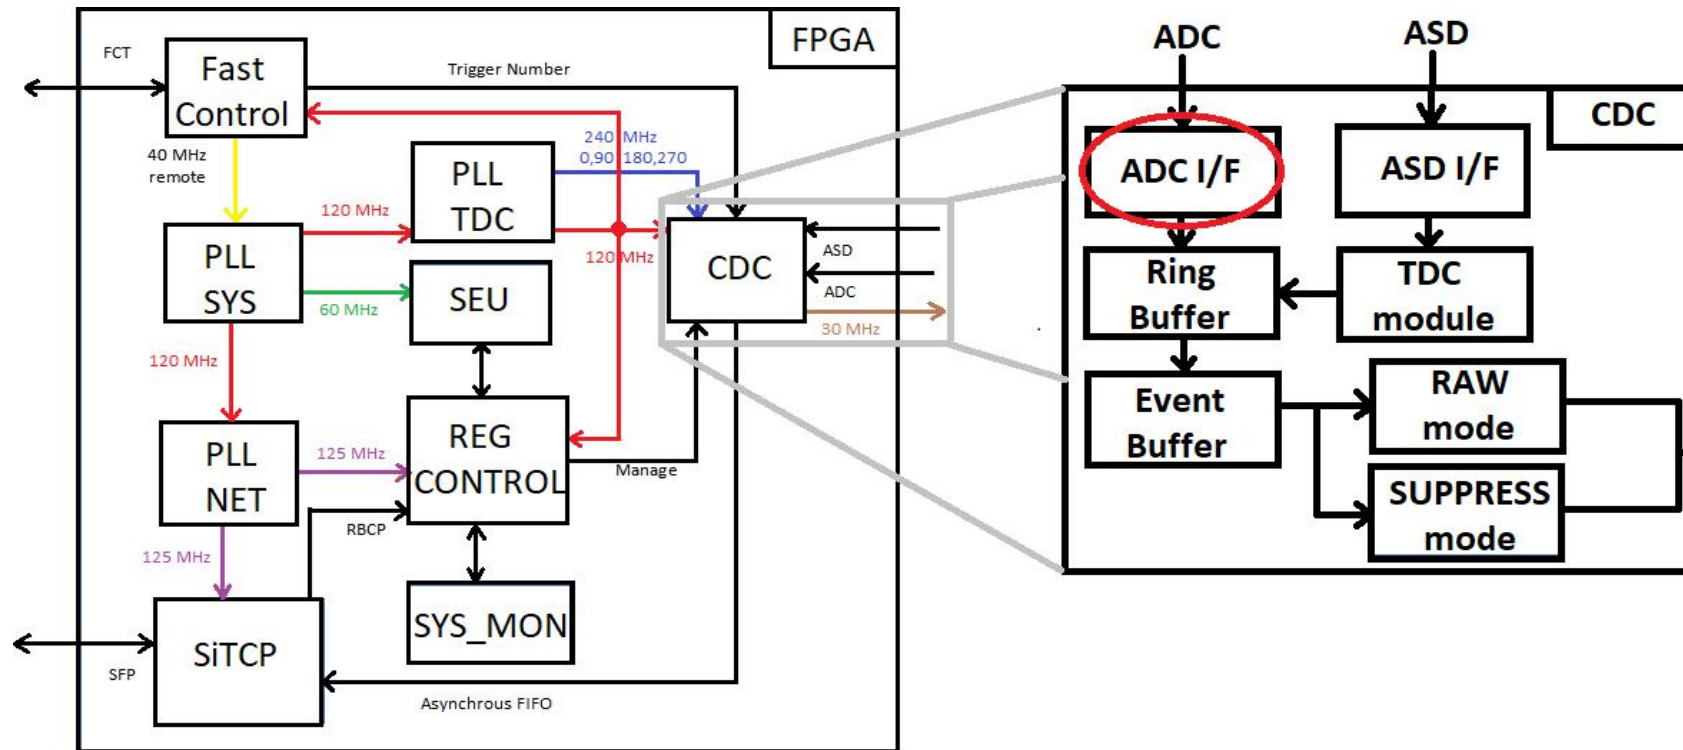 FPGA
FCT
Fast
Control
Trigger Number
40 MHz
remote
240 MHz
0,90 180,270
PLL
TDC
120 MHz
120 MHz
PLL
SYS
60 MHz
SEU
CDC
ASD
ADC
30 MHz
120 MHz
PLL
NET
125 MHz
REG
CONTROL
Manage
RBCP
125 MHz
SiTCP
SYS_MON
SFP
Asynchrous FIFO
ADC
ASD
CDC
ADC I/F
ASD I/F
Ring
Buffer
TDC
module
Event
Buffer
RAW
mode
SUPPRESS
mode